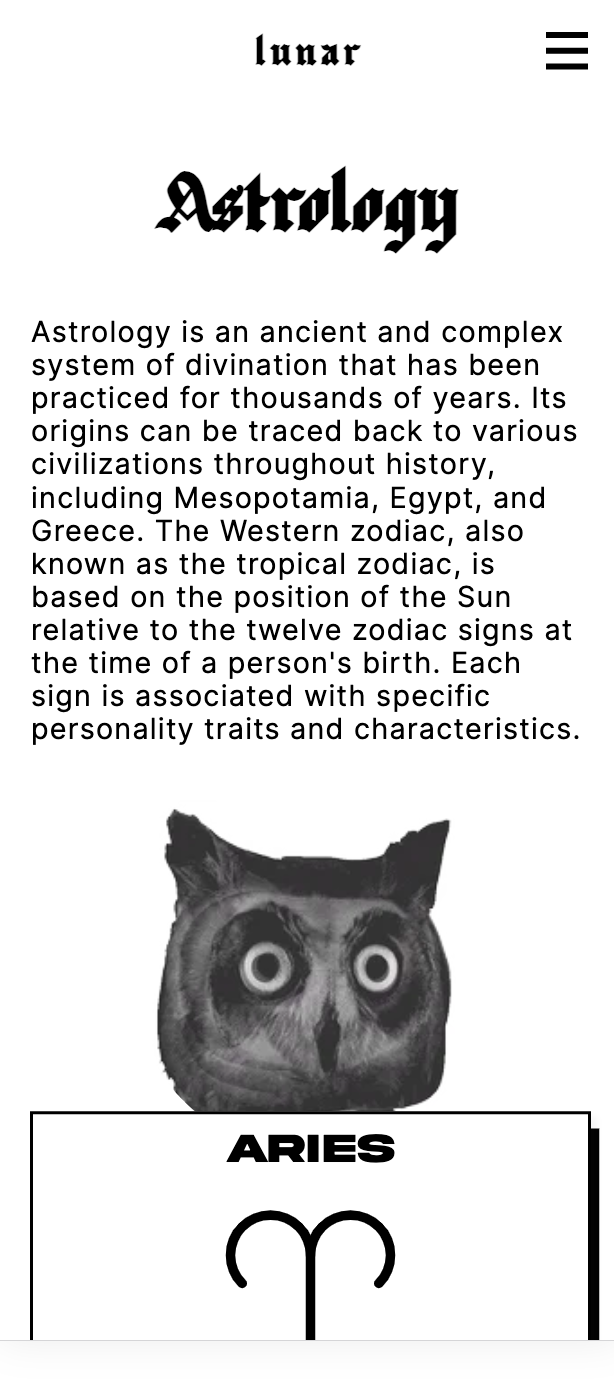 lunar
Astrology
Astrology is an ancient and complex
system of divination that has been
practiced for thousands of years. Its
origins can be traced back to various
civilizations throughout history,
including Mesopotamia, Egypt, and
Greece. The Western zodiac, also
known as the tropical zodiac, is
based on the position of the Sun
relative to the twelve zodiac signs at
the time of a person's birth. Each
sign is associated with specific
personality traits and characteristics.
ARIES